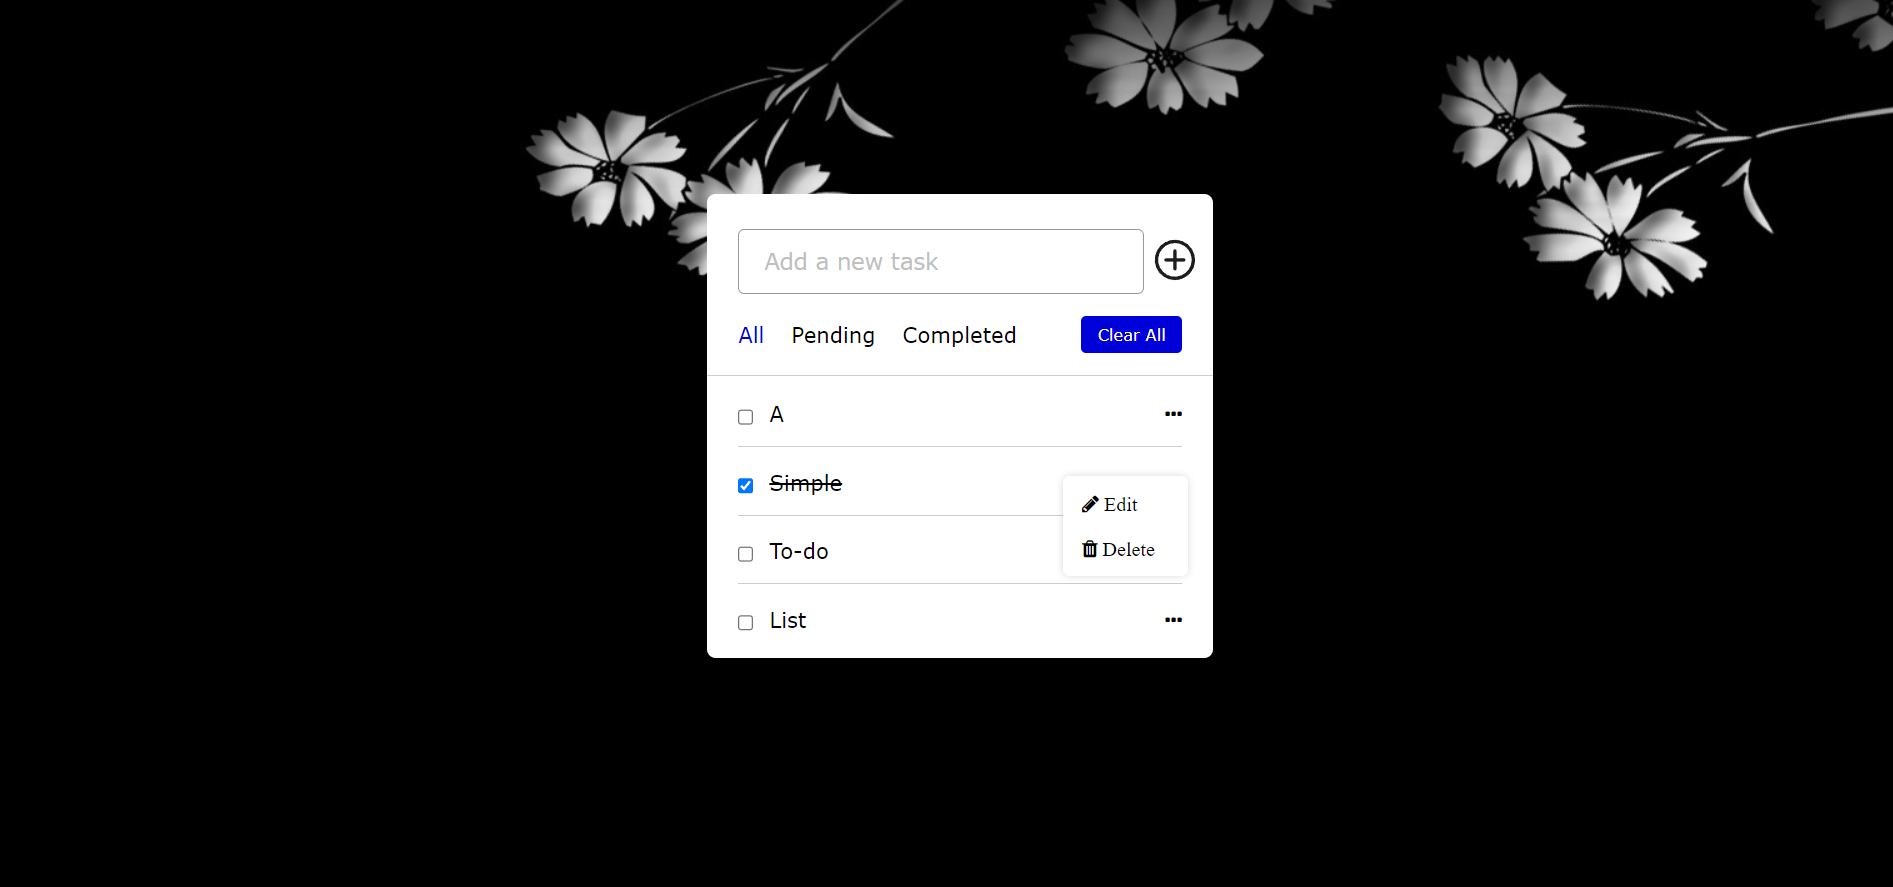 Add a new task
All Pending Completed Clear All
A
Simple
Edit
To-do
Delete
List